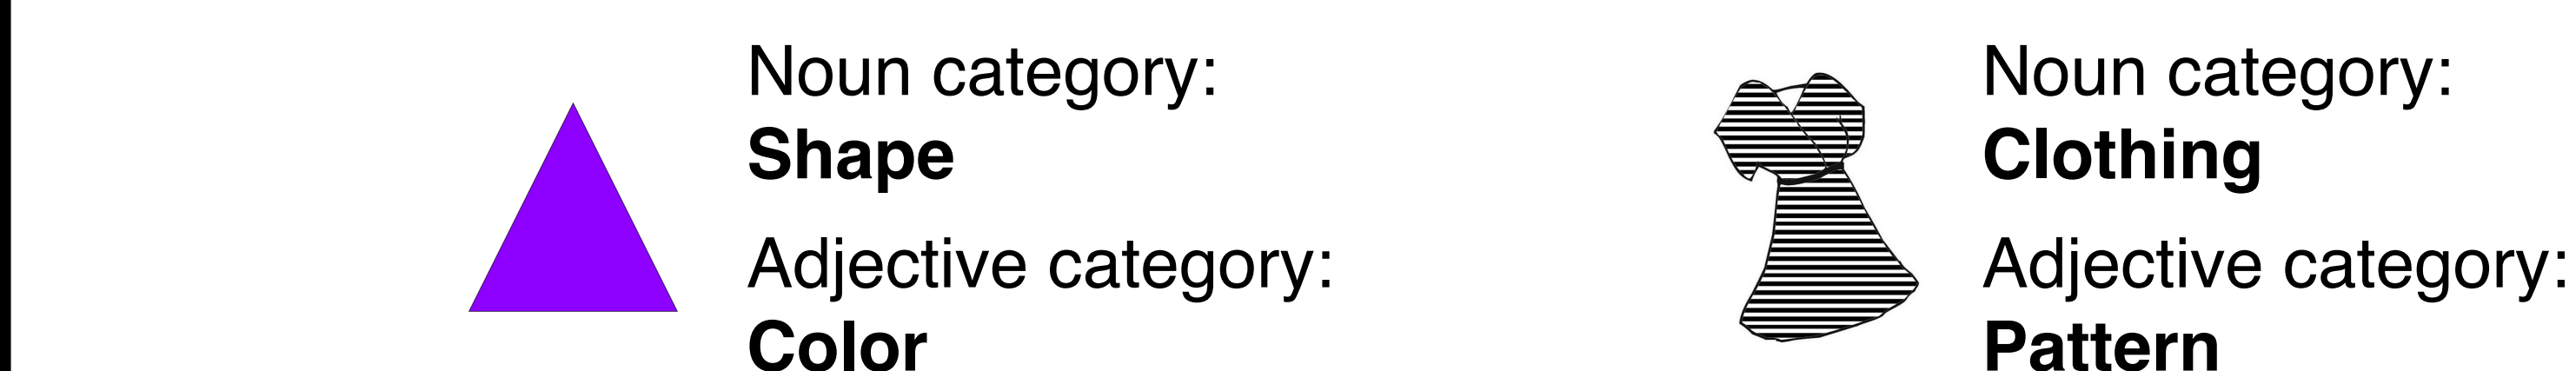 Noun category:
Shape
Adjective category:
Color
Noun category:
Clothing
Adjective category:
Pattern